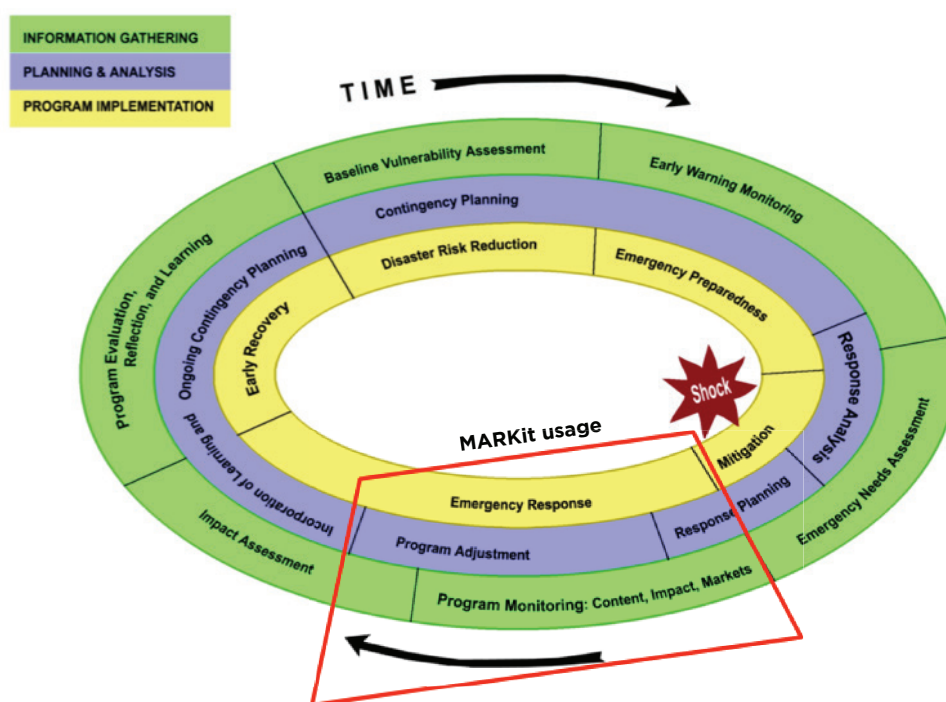 INFORMATION GATHERING
PLANNING & ANALYSIS
PROGRAM IMPLEMENTATION
TIME
Baseline Vulnerability Assessment
Early Warning Monitoring
Contingency Planning
Disaster Risk Reduction
Emergency Preparedness
Program Evaluation,
Reflection, and Learning
Ongoing Contingency Planning
Early Recovery
Shock
Response Analysis
Mitigation
MARKit usage
Emergency Response
Response Planning
Emergency Needs Assessment
Incorporation of Learning and
Program Adjustment
Impact Assessment
Program Monitoring: Content, Impact, Markets